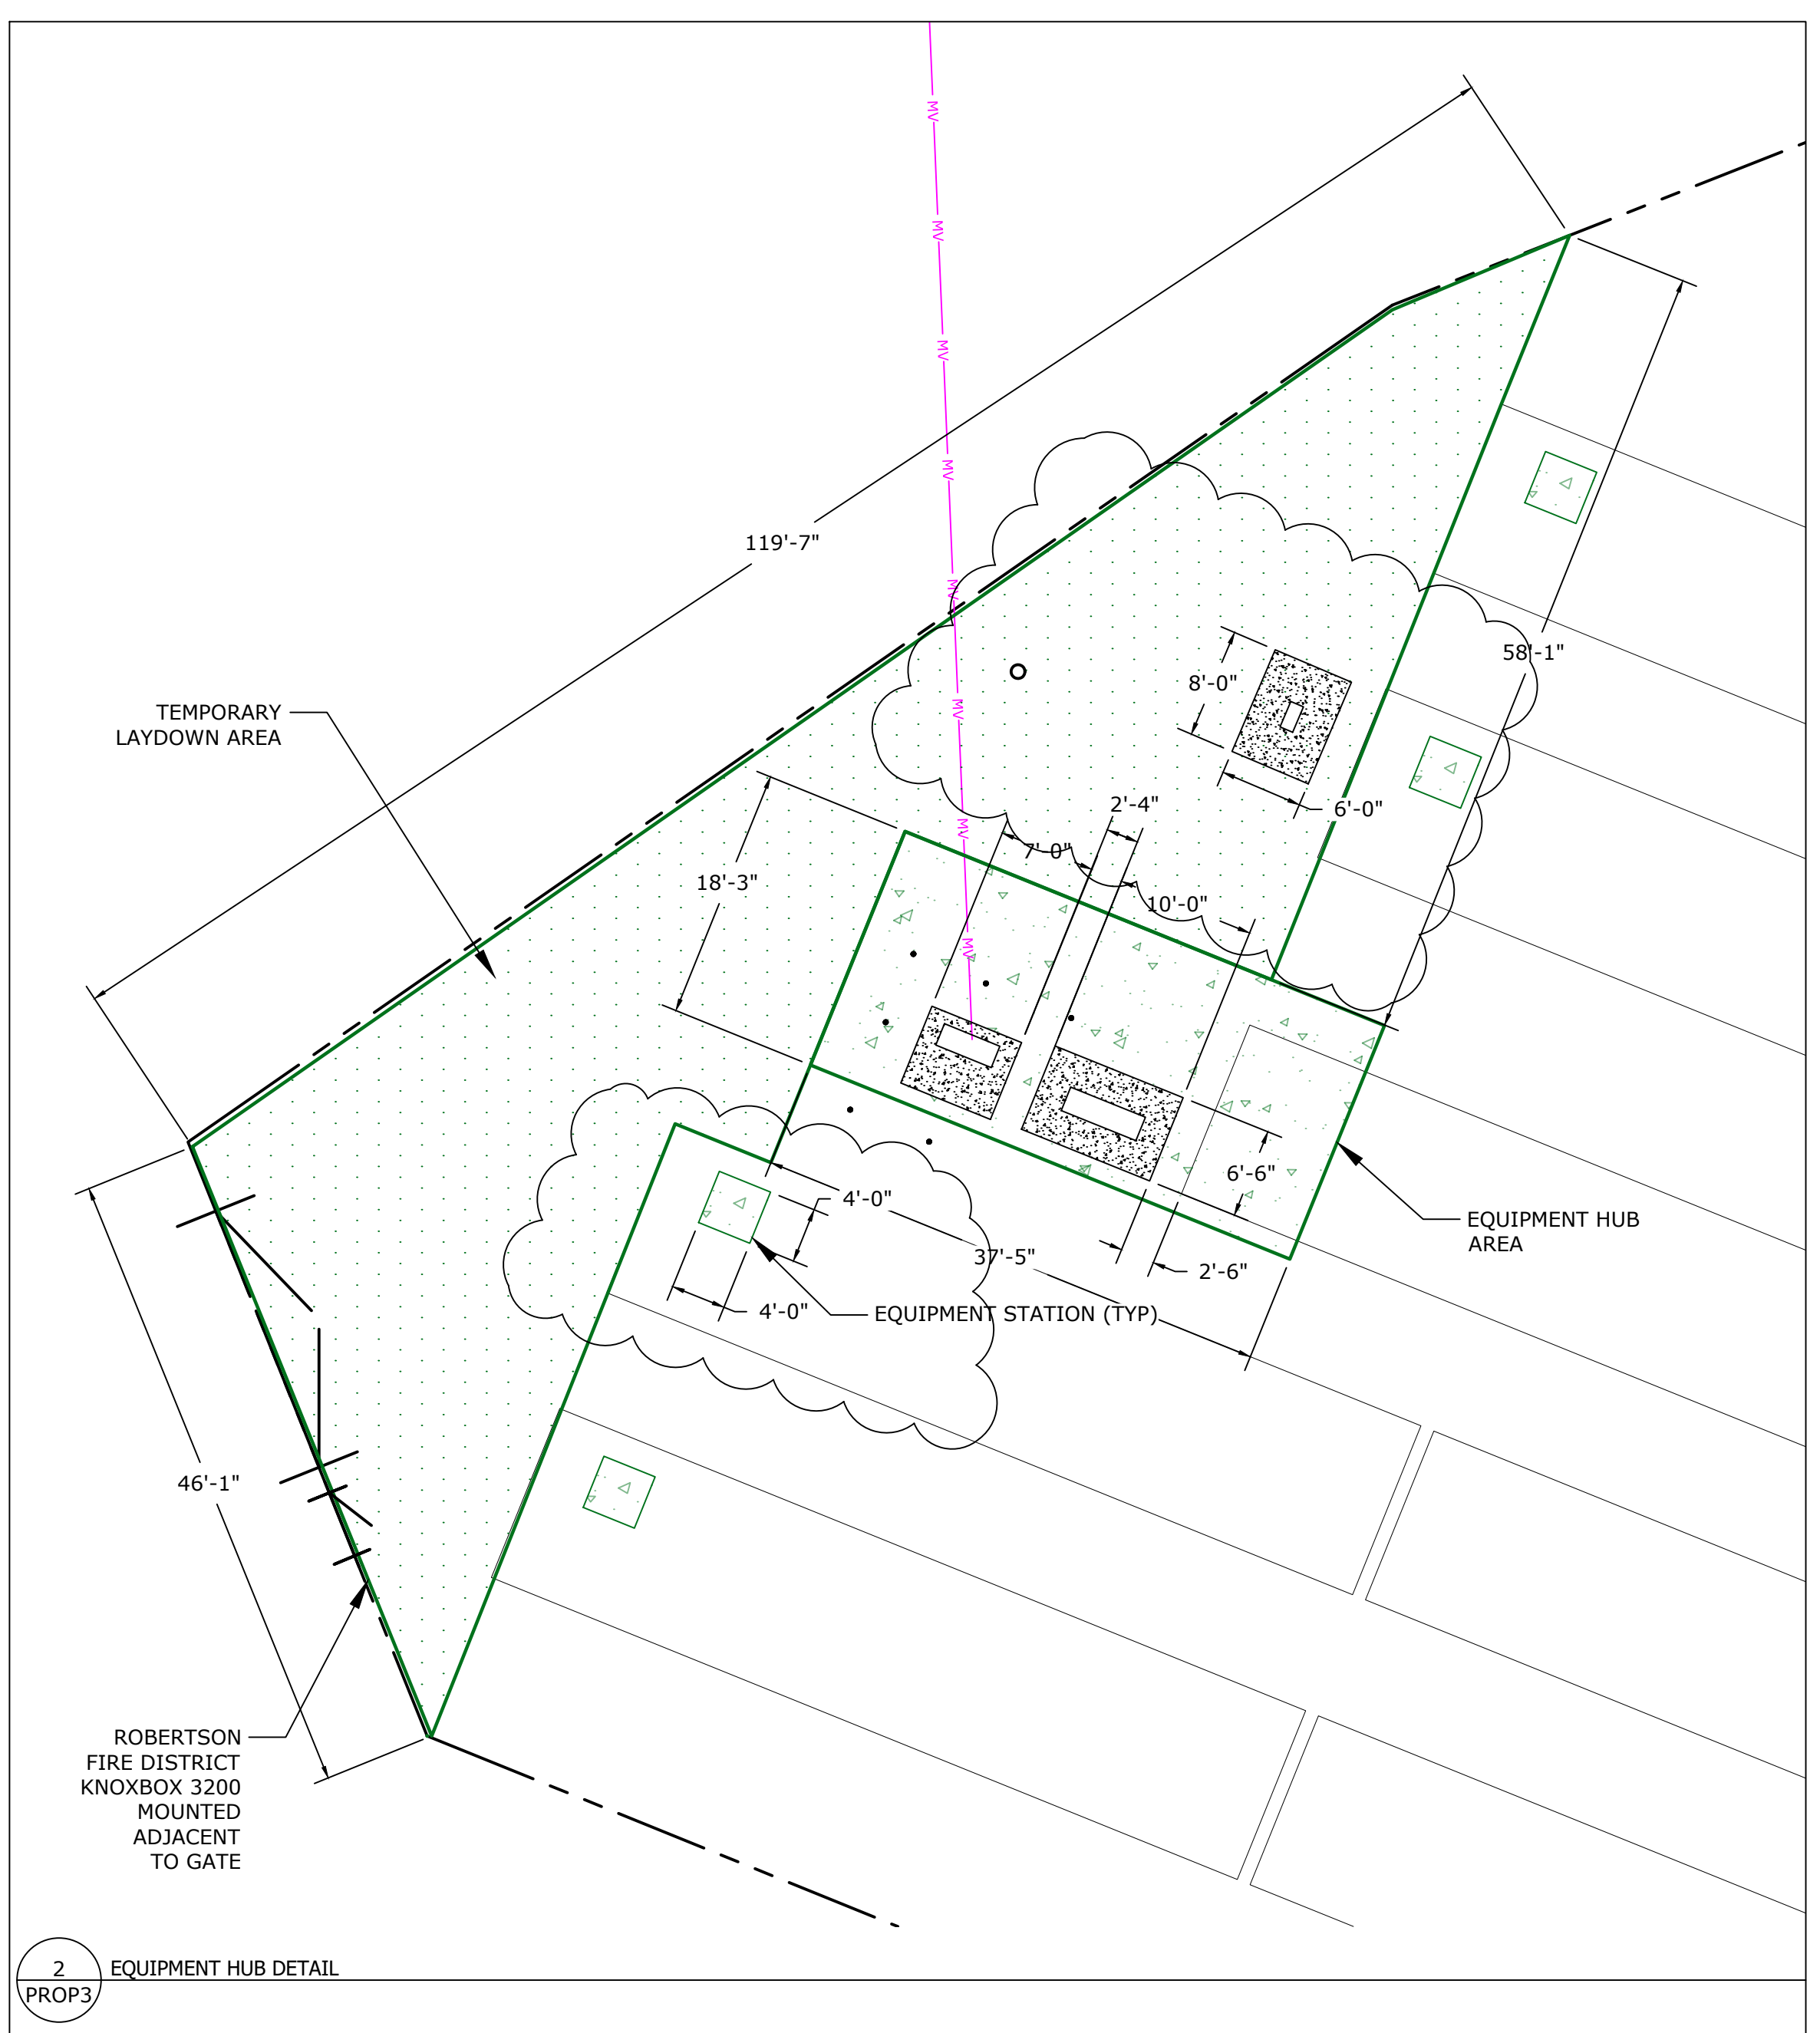 MV
MV
MV
MV
MV
MV
MV
MV
119'-7"
58'-1"
TEMPORARY
LAYDOWN AREA
8'-0"
6'-0"
2'-4"
7'-0"
18'-3"
10'-0"
6'-6"
4'-0"
37'-5"
2'-6"
4'-0"
EQUIPMENT STATION (TYP)
EQUIPMENT HUB
AREA
46'-1"
ROBERTSON
FIRE DISTRICT
KNOXBOX 3200
MOUNTED
ADJACENT
TO GATE
2
PROP3
EQUIPMENT HUB DETAIL